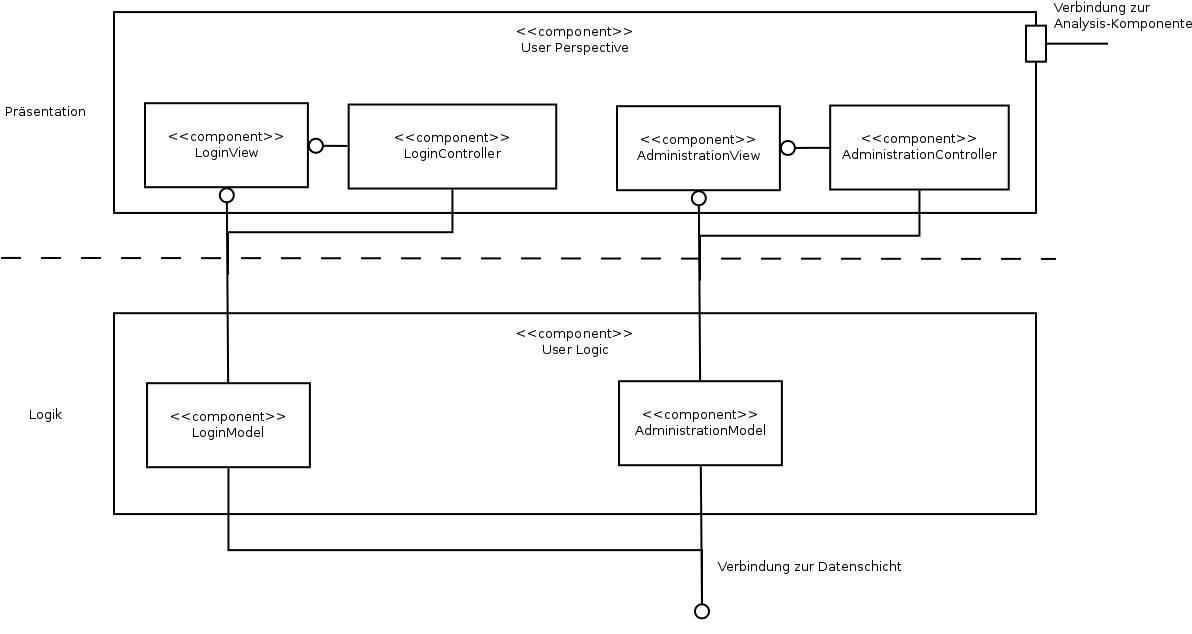 Verbindung zur
Analysis-Komponente
<<component>>
User Perspective
Präsentation
<<component>>
LoginView
<<component>>
LoginController
<<component>>
AdministrationView
<<component>>
AdministrationController
<<component>>
User Logic
Logik
<<component>>
LoginModel
<<component>>
AdministrationModel
Verbindung zur Datenschicht